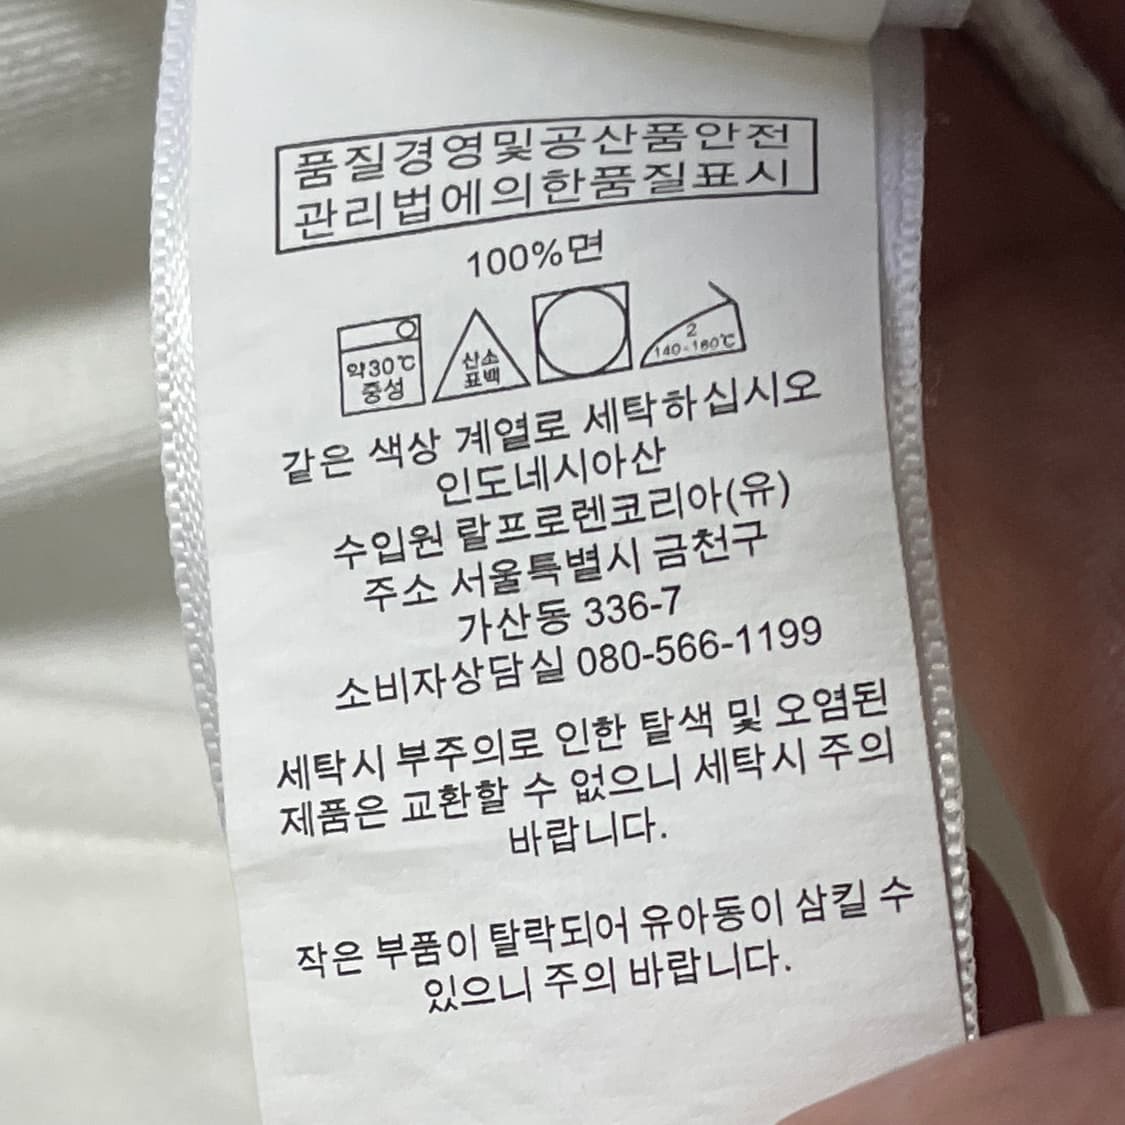 품질경영및공산품안전
관리법에의한품질표시
100%면
약30℃
중성
산소
표백
2
140-160℃
같은 색상 계열로 세탁하십시오
인도네시아산
수입원 랄프로렌코리아(유)
주소 서울특별시 금천구
가산동 336-7
소비자상담실 080-566-1199
세탁시 부주의로 인한 탈색 및 오염된
제품은 교환할 수 없으니 세탁시 주의
바랍니다.
작은 부품이 탈락되어 유아동이 삼킬 수
있으니 주의 바랍니다.